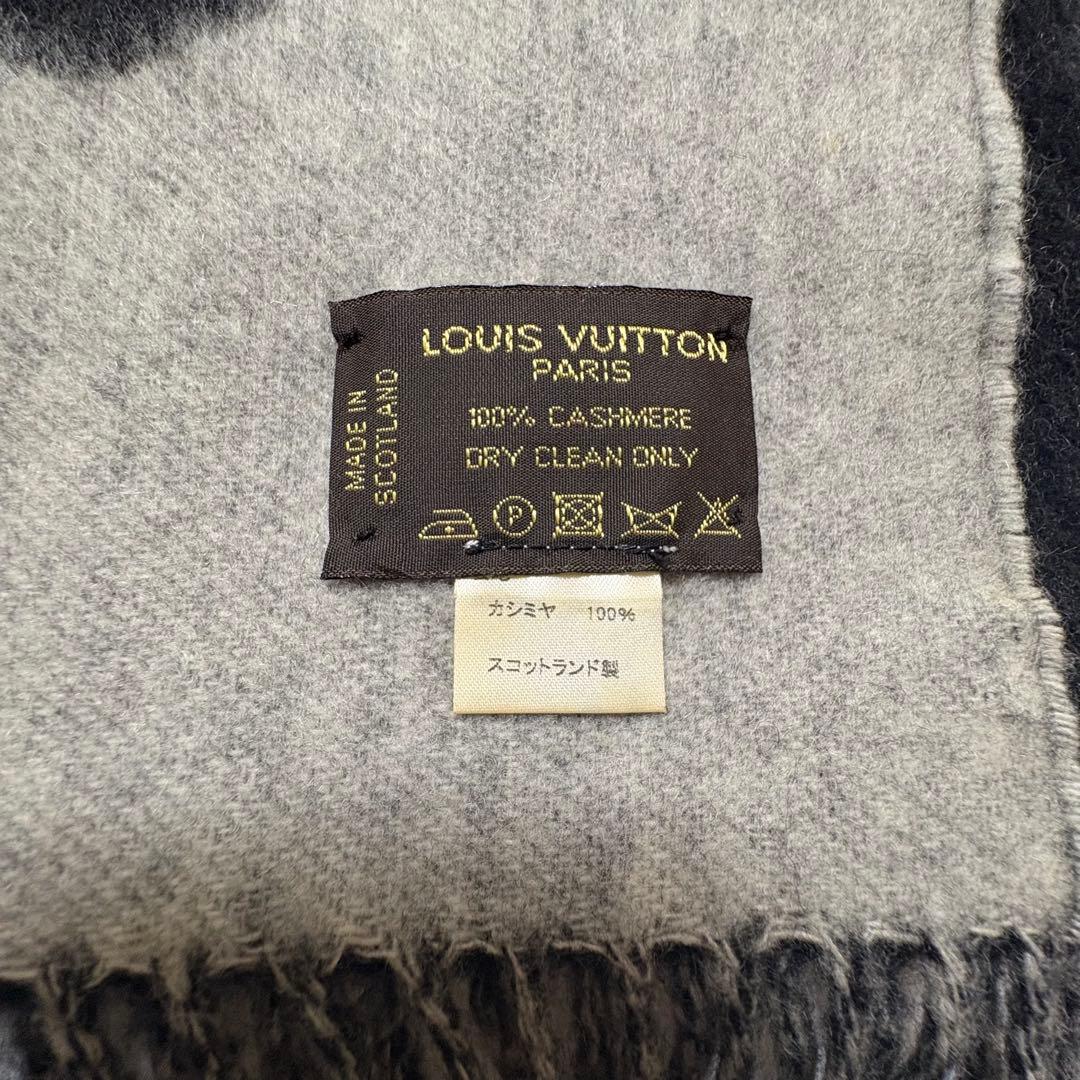 LOUIS VUITTON
PARIS
MADE IN
SCOTLAND
100% CASHMERE
DRY CLEAN ONLY
P
カシミヤ 100%
スコットランド製